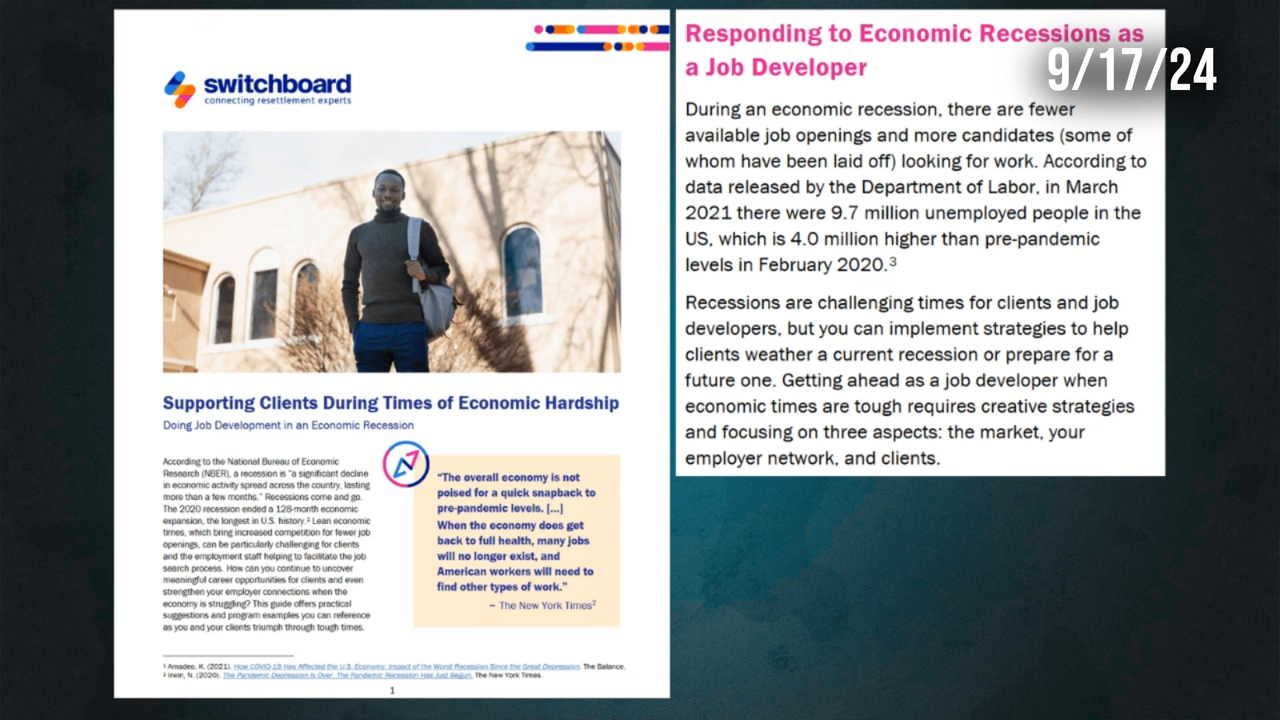 switchboard
connecting resettlement experts
Supporting Clients During Times of Economic Hardship
Doing Job Development in an Economic Recession
According to the National Bureau of Economic
Research (NBER), a recession is “a significant decline
in economic activity spread across the country, lasting
more than a few months.” Recessions come and go.
The 2020 recession ended a 128-month economic
expansion, the longest in U.S. history.¹ Lean economic
times, which bring increased competition for fewer job
openings, can be particularly challenging for clients
and the employment staff helping to facilitate the job
search process. How can you continue to uncover
meaningful career opportunities for clients and even
strengthen your employer connections when the
economy is struggling? This guide offers practical
suggestions and program examples you can reference
as you and your clients triumph through tough times.
“The overall economy is not
poised for a quick snapback to
pre-pandemic levels. [...]
When the economy does get
back to full health, many jobs
will no longer exist, and
American workers will need to
find other types of work.”
– The New York Times²
¹ Amadeo, K. (2021). How COVID-19 Has Affected the U.S. Economy: Impact of the Worst Recession Since the Great Depression. The Balance.
² Irwin, N. (2020). The Pandemic Depression Is Over. The Pandemic Recession Has Just Begun. The New York Times.
1
Responding to Economic Recessions as
a Job Developer
9/17/24
During an economic recession, there are fewer
available job openings and more candidates (some of
whom have been laid off) looking for work. According to
data released by the Department of Labor, in March
2021 there were 9.7 million unemployed people in the
US, which is 4.0 million higher than pre-pandemic
levels in February 2020.³
Recessions are challenging times for clients and job
developers, but you can implement strategies to help
clients weather a current recession or prepare for a
future one. Getting ahead as a job developer when
economic times are tough requires creative strategies
and focusing on three aspects: the market, your
employer network, and clients.